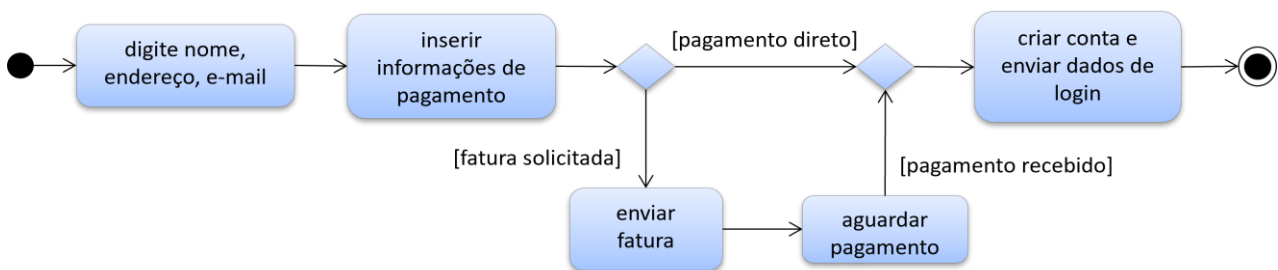 digite nome,
endereço, e-mail
inserir
informações de
pagamento
[pagamento direto]
criar conta e
enviar dados de
login
[fatura solicitada]
[pagamento recebido]
enviar
fatura
aguardar
pagamento